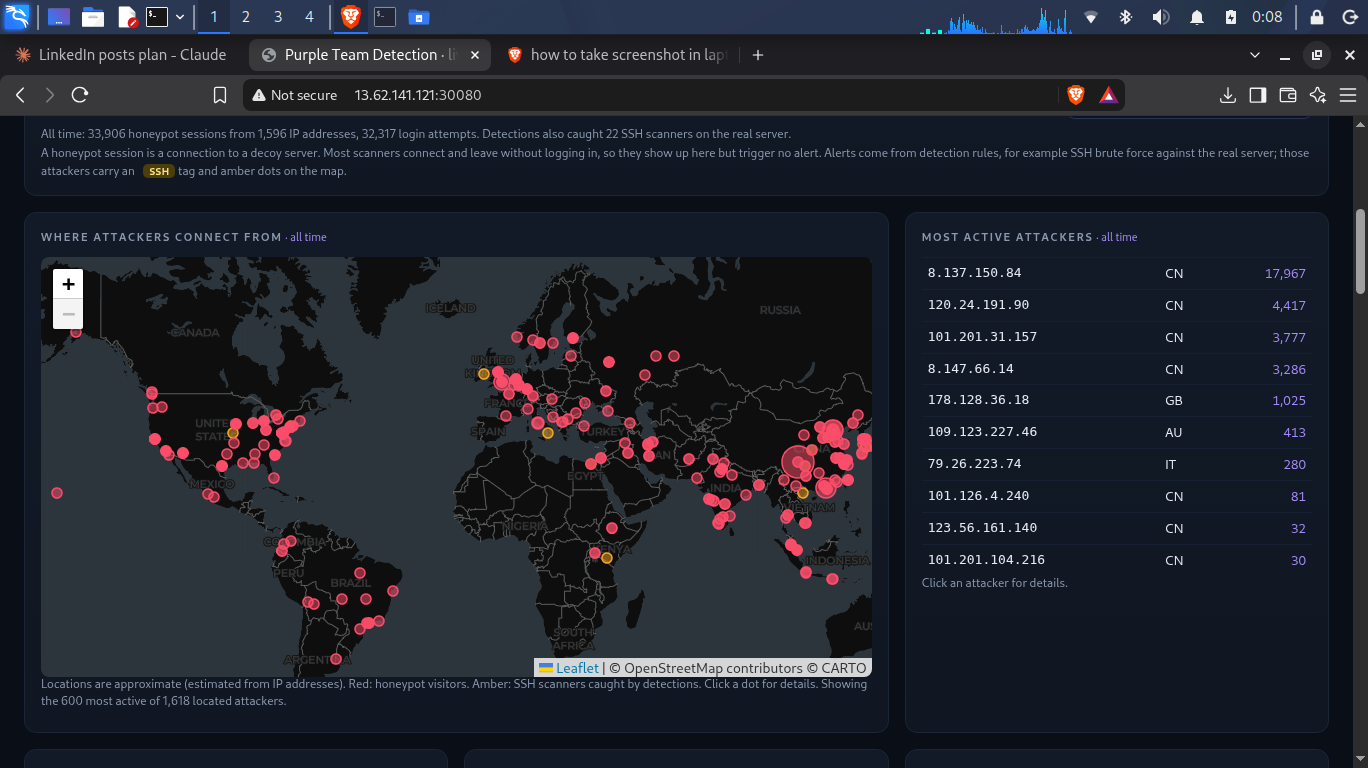 1 2 3 4 0:08
LinkedIn posts plan - Claude
Purple Team Detection · li
how to take screenshot in lap
Not secure 13.62.141.121:30080
All time: 33,906 honeypot sessions from 1,596 IP addresses, 32,317 login attempts. Detections also caught 22 SSH scanners on the real server.
A honeypot session is a connection to a decoy server. Most scanners connect and leave without logging in, so they show up here but trigger no alert. Alerts come from detection rules, for example SSH brute force against the real server; those
attackers carry an SSH tag and amber dots on the map.
WHERE ATTACKERS CONNECT FROM · all time
+
−
ICELAND
RUSSIA
CANADA
UNITED
FRANC
UNITE
STATE
SPAIN
TURKEY
AN
MEXICO
EGYPT
INDIA
NA
VIETNAM
NIGERIA
COLOMBIA
KENYA
INDONESIA
PERU
BRAZIL
AUS
SOUTH
AFRICA
ARGENTINA
Leaflet | © OpenStreetMap contributors © CARTO
Locations are approximate (estimated from IP addresses). Red: honeypot visitors. Amber: SSH scanners caught by detections. Click a dot for details. Showing
the 600 most active of 1,618 located attackers.
MOST ACTIVE ATTACKERS · all time
8.137.150.84 CN 17,967
120.24.191.90 CN 4,417
101.201.31.157 CN 3,777
8.147.66.14 CN 3,286
178.128.36.18 GB 1,025
109.123.227.46 AU 413
79.26.223.74 IT 280
101.126.4.240 CN 81
123.56.161.140 CN 32
101.201.104.216 CN 30
Click an attacker for details.